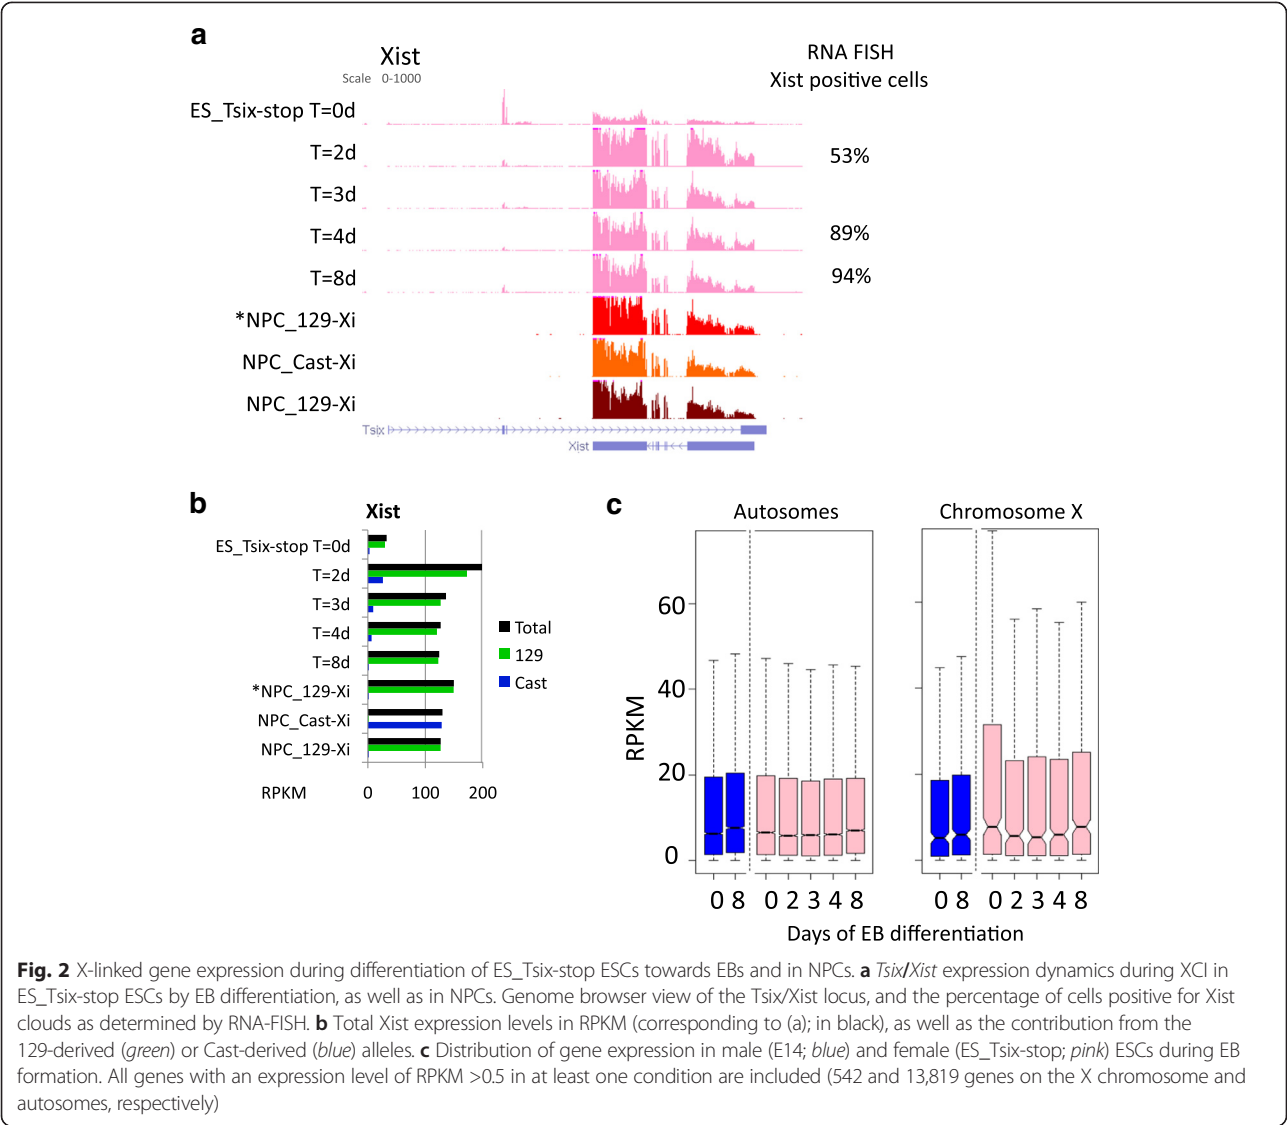 a
Xist
Scale 0-1000
RNA FISH
Xist positive cells
ES_Tsix-stop T=0d
T=2d 53%
T=3d
T=4d 89%
T=8d 94%
*NPC_129-Xi
NPC_Cast-Xi
NPC_129-Xi
Tsix
Xist
b
Xist
ES_Tsix-stop T=0d
T=2d
T=3d
T=4d
T=8d
*NPC_129-Xi
NPC_Cast-Xi
NPC_129-Xi
RPKM 0 100 200
Total
129
Cast
c
Autosomes Chromosome X
RPKM
60
40
20
0
0 8 0 2 3 4 8 0 8 0 2 3 4 8
Days of EB differentiation
Fig. 2 X-linked gene expression during differentiation of ES_Tsix-stop ESCs towards EBs and in NPCs. a Tsix/Xist expression dynamics during XCI in
ES_Tsix-stop ESCs by EB differentiation, as well as in NPCs. Genome browser view of the Tsix/Xist locus, and the percentage of cells positive for Xist
clouds as determined by RNA-FISH. b Total Xist expression levels in RPKM (corresponding to (a); in black), as well as the contribution from the
129-derived (green) or Cast-derived (blue) alleles. c Distribution of gene expression in male (E14; blue) and female (ES_Tsix-stop; pink) ESCs during EB
formation. All genes with an expression level of RPKM >0.5 in at least one condition are included (542 and 13,819 genes on the X chromosome and
autosomes, respectively)